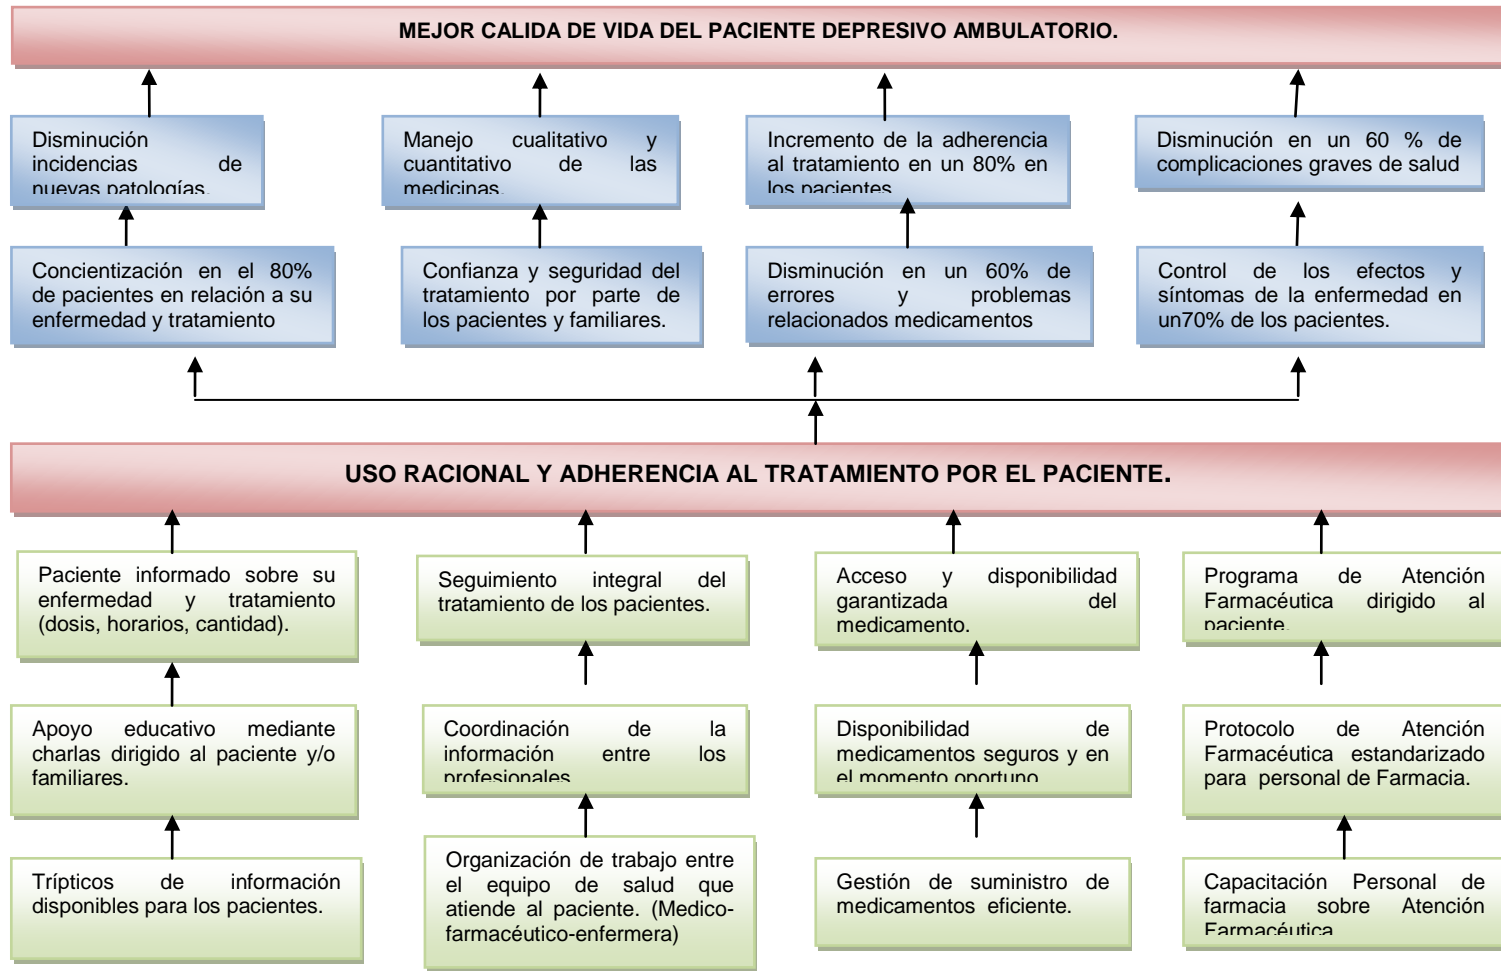 MEJOR CALIDA DE VIDA DEL PACIENTE DEPRESIVO AMBULATORIO.
Disminución
incidencias de
nuevas patologías.
Manejo cualitativo y
cuantitativo de las
medicinas.
Incremento de la adherencia
al tratamiento en un 80% en
los pacientes
Disminución en un 60 % de
complicaciones graves de salud
Concientización en el 80%
de pacientes en relación a su
enfermedad y tratamiento
Confianza y seguridad del
tratamiento por parte de
los pacientes y familiares.
Disminución en un 60% de
errores y problemas
relacionados medicamentos
Control de los efectos y
síntomas de la enfermedad en
un70% de los pacientes.
USO RACIONAL Y ADHERENCIA AL TRATAMIENTO POR EL PACIENTE.
Paciente informado sobre su
enfermedad y tratamiento
(dosis, horarios, cantidad).
Seguimiento integral del
tratamiento de los pacientes.
Acceso y disponibilidad
garantizada del
medicamento.
Programa de Atención
Farmacéutica dirigido al
paciente.
Apoyo educativo mediante
charlas dirigido al paciente y/o
familiares.
Coordinación de la
información entre los
profesionales
Disponibilidad de
medicamentos seguros y en
el momento oportuno
Protocolo de Atención
Farmacéutica estandarizado
para personal de Farmacia.
Trípticos de información
disponibles para los pacientes.
Organización de trabajo entre
el equipo de salud que
atiende al paciente. (Medico-
farmacéutico-enfermera)
Gestión de suministro de
medicamentos eficiente.
Capacitación Personal de
farmacia sobre Atención
Farmacéutica